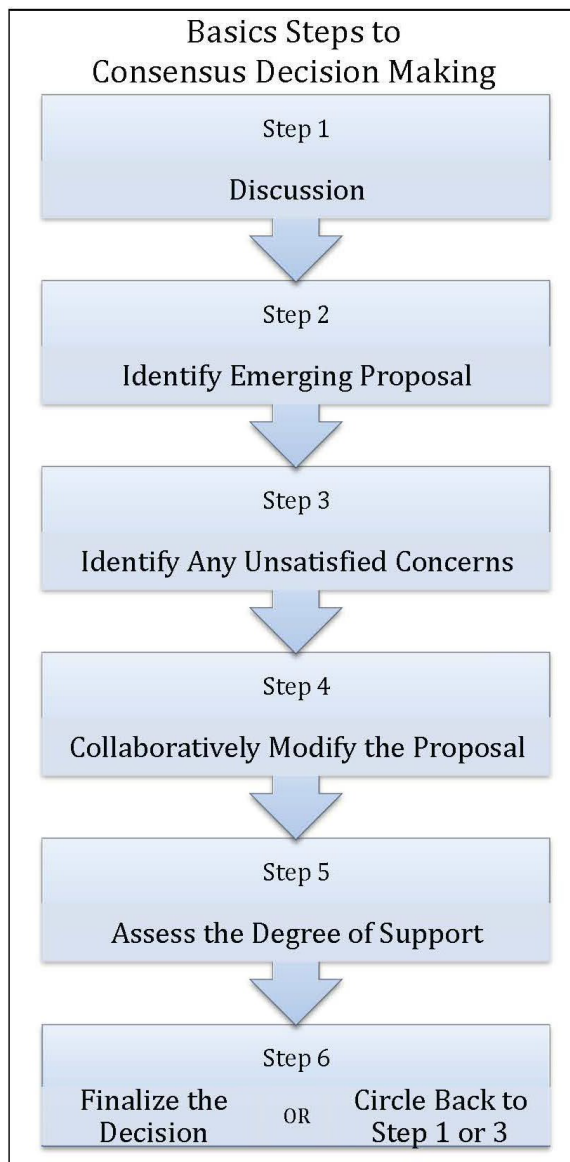 Basics Steps to
Consensus Decision Making
Step 1
Discussion
Step 2
Identify Emerging Proposal
Step 3
Identify Any Unsatisfied Concerns
Step 4
Collaboratively Modify the Proposal
Step 5
Assess the Degree of Support
Step 6
Finalize the
Decision
OR
Circle Back to
Step 1 or 3